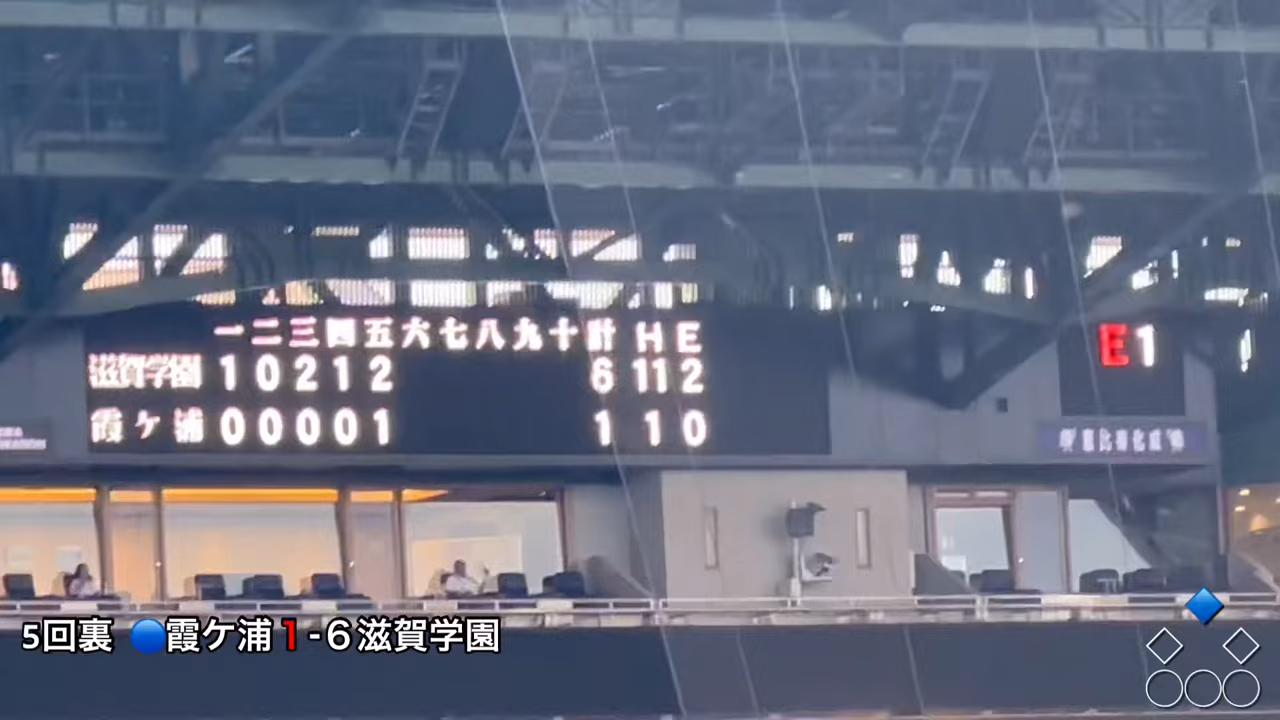 一 二 三 四 五 六 七 八 九 十 計 H E
滋賀学園 1 0 2 1 2 6 11 2
霞ケ浦 0 0 0 0 1 1 1 0
E 1
5回裏 霞ケ浦1-6滋賀学園